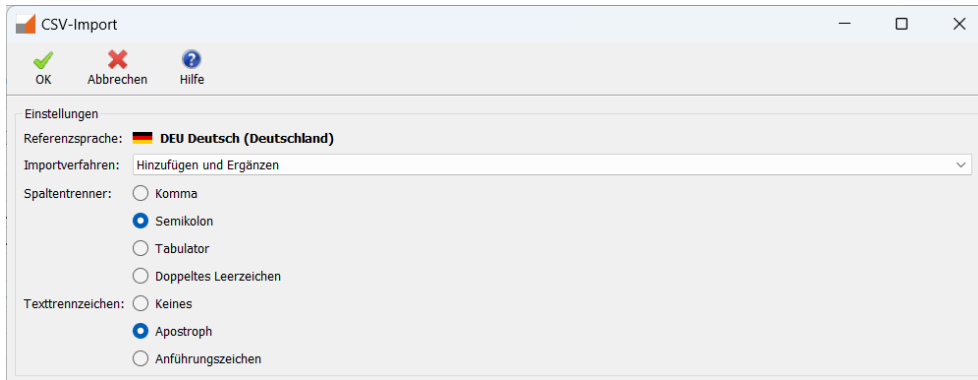 CSV-Import
OK Abbrechen Hilfe
Einstellungen
Referenzsprache: DEU Deutsch (Deutschland)
Importverfahren: Hinzufügen und Ergänzen
Spaltentrenner: Komma
Semikolon
Tabulator
Doppeltes Leerzeichen
Texttrennzeichen: Keines
Apostroph
Anführungszeichen